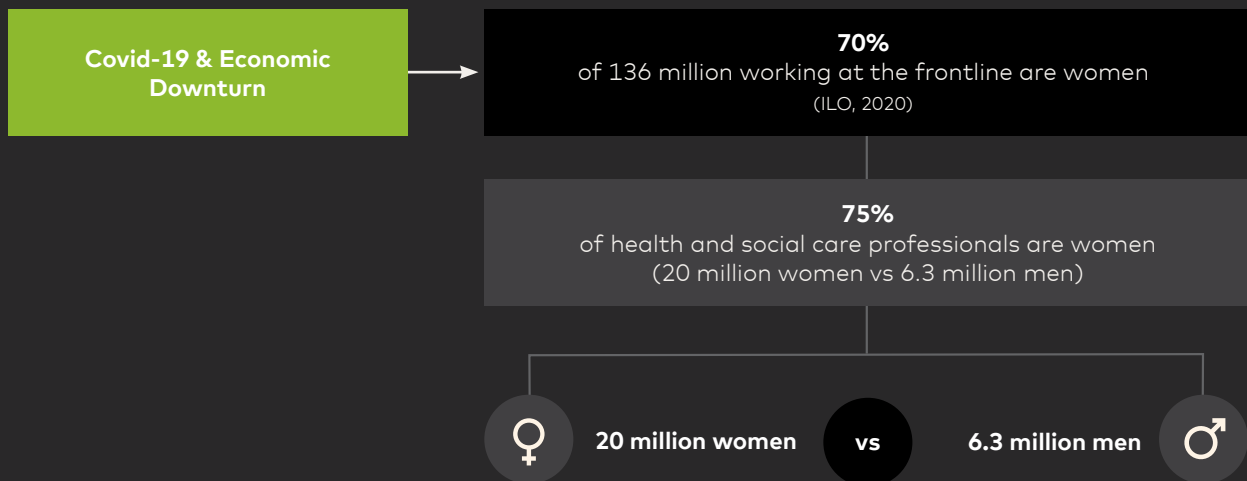 Covid-19 & Economic
Downturn
70%
of 136 million working at the frontline are women
(ILO, 2020)
75%
of health and social care professionals are women
(20 million women vs 6.3 million men)
20 million women
vs
6.3 million men